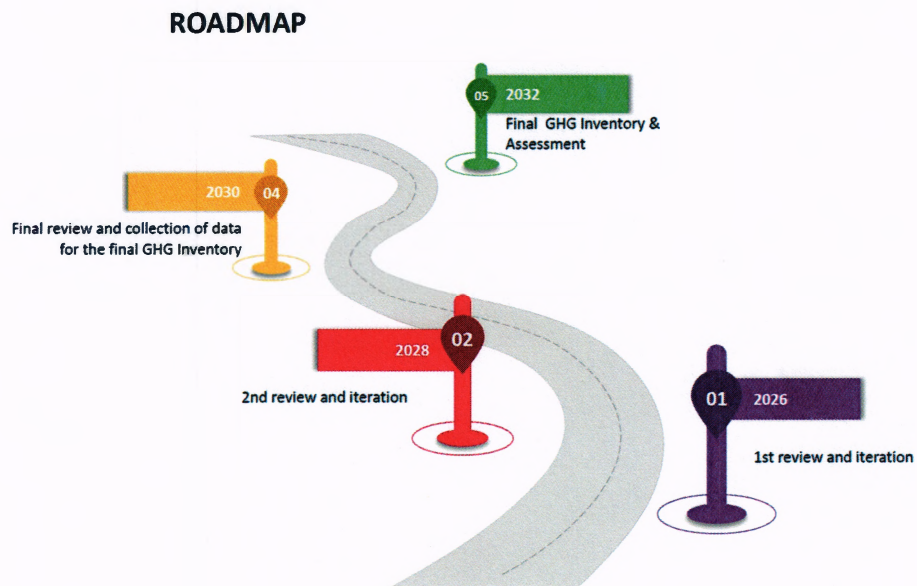 ROADMAP
05
2032
Final GHG Inventory &
Assessment
2030
04
Final review and collection of data
for the final GHG Inventory
02
2028
2nd review and iteration
01
2026
1st review and iteration